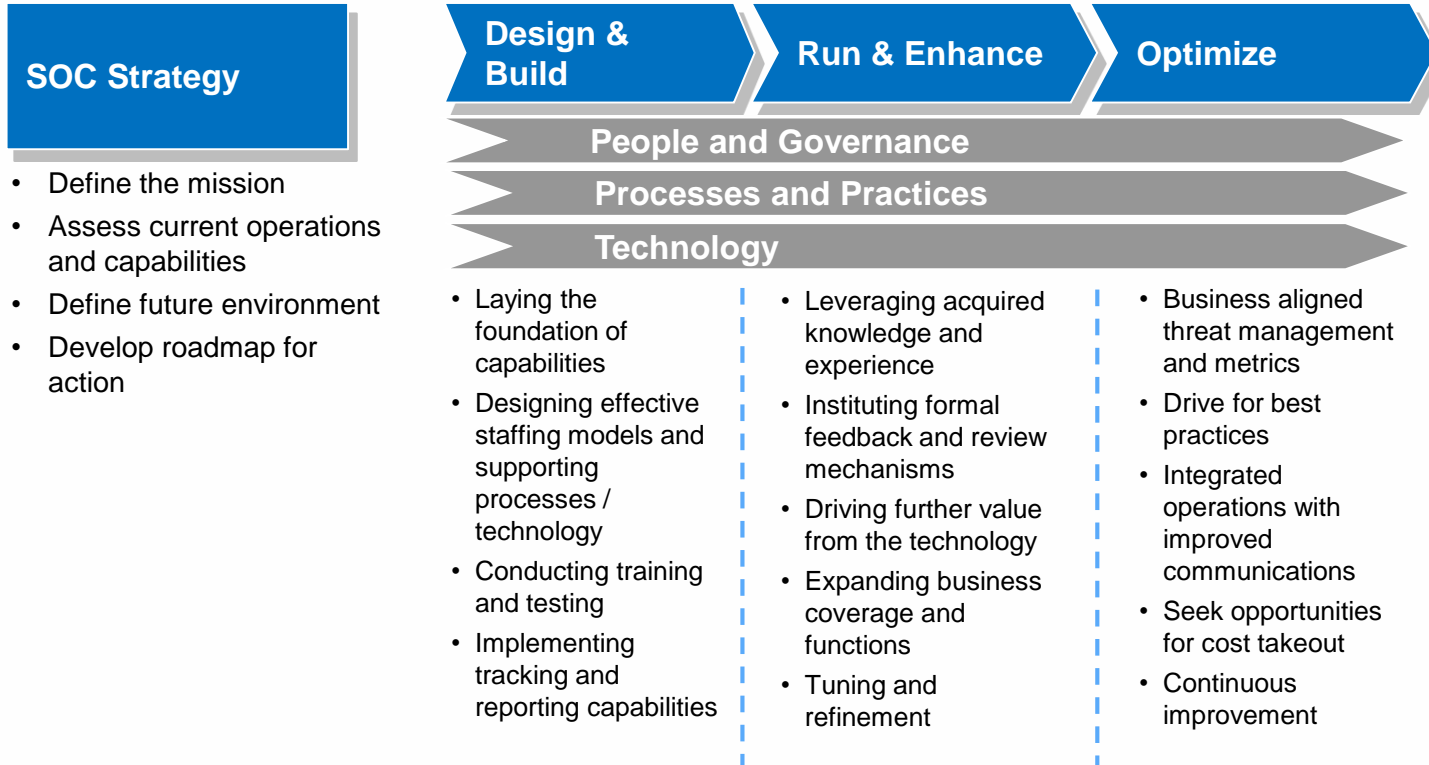 SOC Strategy
• Define the mission
• Assess current operations
and capabilities
• Define future environment
• Develop roadmap for
action
Design &
Build
Run & Enhance
Optimize
People and Governance
Processes and Practices
Technology
• Laying the
foundation of
capabilities
• Designing effective
staffing models and
supporting
processes /
technology
• Conducting training
and testing
• Implementing
tracking and
reporting capabilities
• Leveraging acquired
knowledge and
experience
• Instituting formal
feedback and review
mechanisms
• Driving further value
from the technology
• Expanding business
coverage and
functions
• Tuning and
refinement
• Business aligned
threat management
and metrics
• Drive for best
practices
• Integrated
operations with
improved
communications
• Seek opportunities
for cost takeout
• Continuous
improvement